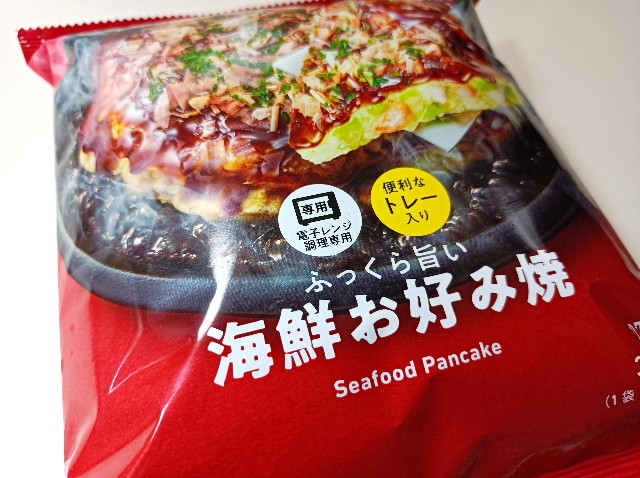 専用
電子レンジ
調理専用
便利な
トレー
入り
ふっくら旨い
海鮮お好み焼
Seafood Pancake
(1袋